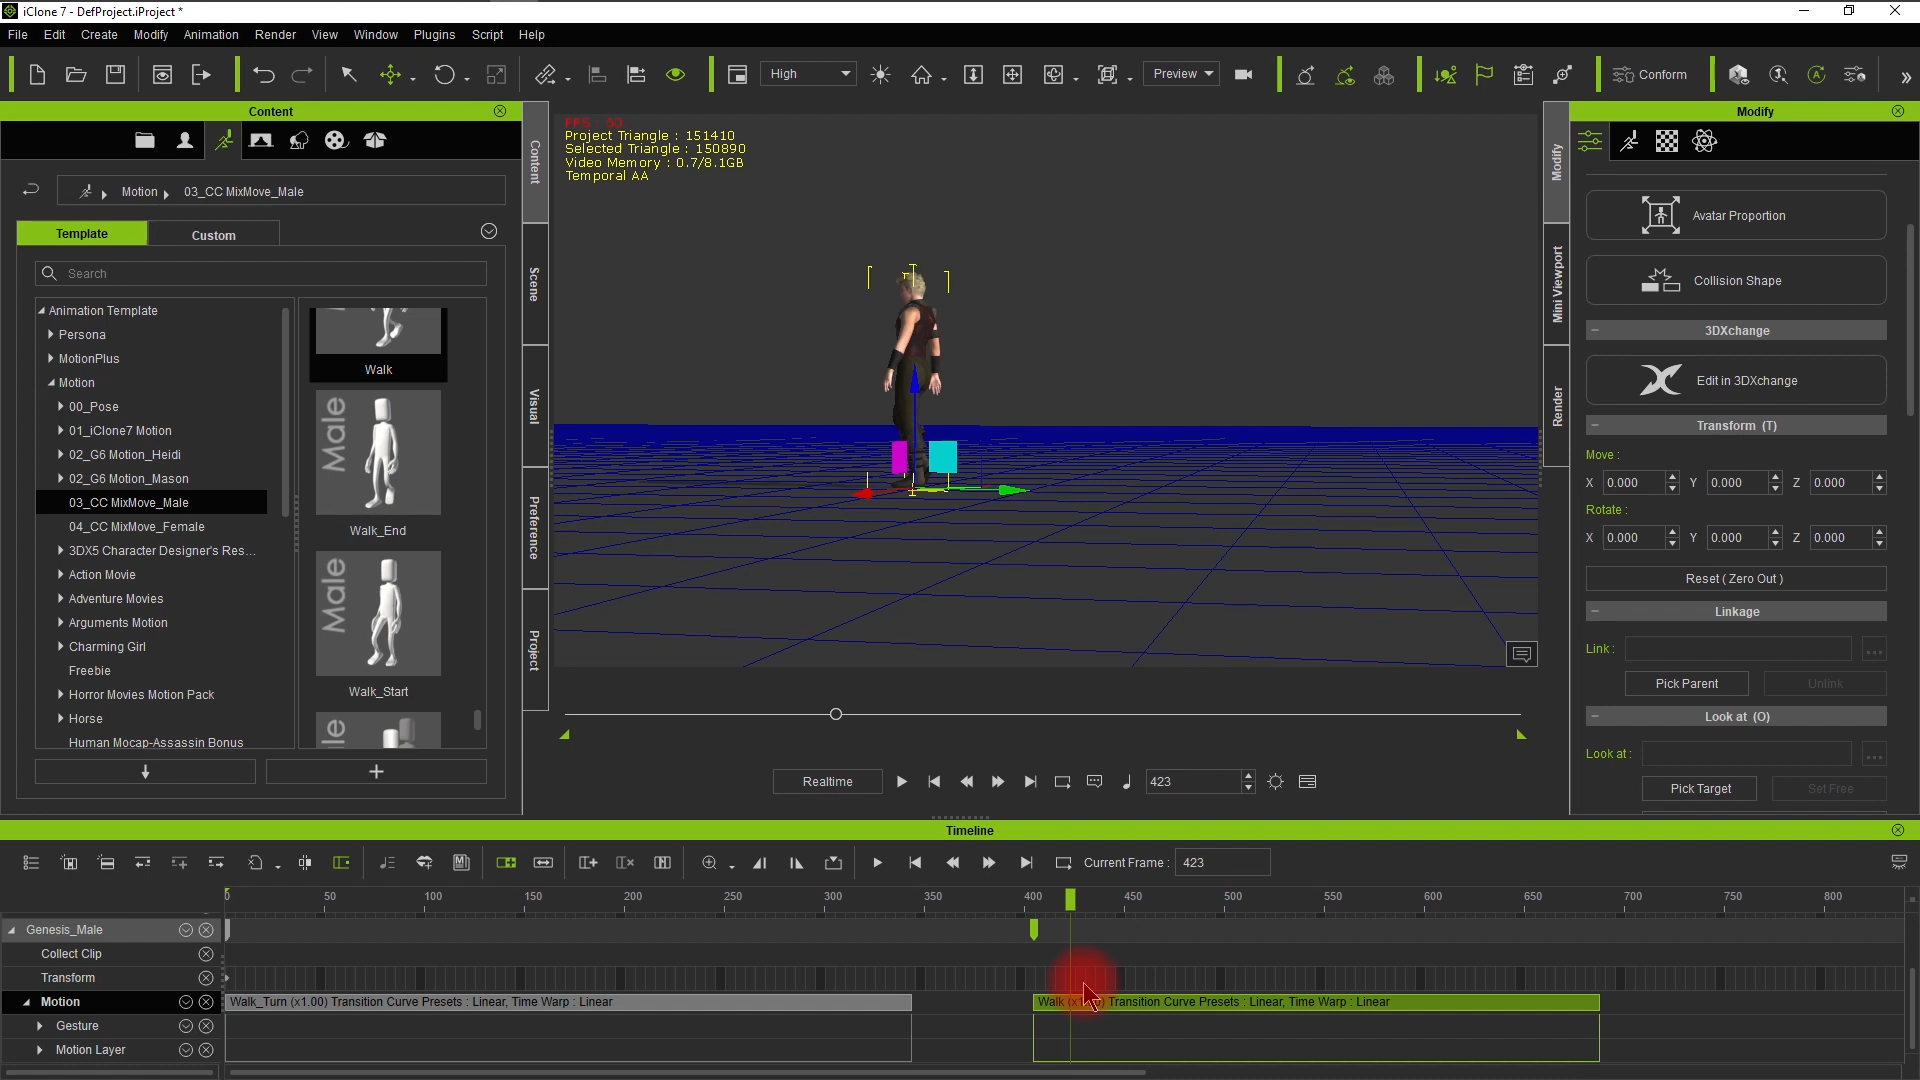 iClone 7 - DefProject.iProject *
File Edit Create Modify Animation Render View Window Plugins Script Help
High
Preview
Conform
Content
Motion
03_CC MixMove_Male
Template
Custom
Search
Animation Template
Persona
MotionPlus
Motion
00_Pose
01_iClone7 Motion
02_G6 Motion_Heidi
02_G6 Motion_Mason
03_CC MixMove_Male
04_CC MixMove_Female
3DX5 Character Designer's Res...
Action Movie
Adventure Movies
Arguments Motion
Charming Girl
Freebie
Horror Movies Motion Pack
Horse
Human Mocap-Assassin Bonus
Walk
Male
Walk_End
Male
Walk_Start
Content
Scene
Visual
Preference
Project
Project Triangle : 151410
Selected Triangle : 150890
Video Memory : 0.7/8.1GB
Temporal AA
Realtime
423
Modify
Mini Viewport
Render
Modify
Avatar Proportion
Collision Shape
3DXchange
Edit in 3DXchange
Transform (T)
Move :
X 0.000 Y 0.000 Z 0.000
Rotate :
X 0.000 Y 0.000 Z 0.000
Reset ( Zero Out )
Linkage
Link :
Pick Parent
Unlink
Look at (O)
Look at :
Pick Target
Set Free
Timeline
Current Frame : 423
0 50 100 150 200 250 300 350 400 450 500 550 600 650 700 750 800
Genesis_Male
Collect Clip
Transform
Motion
Walk_Turn (x1.00) Transition Curve Presets : Linear, Time Warp : Linear
Walk Transition Curve Presets : Linear, Time Warp : Linear
Gesture
Motion Layer